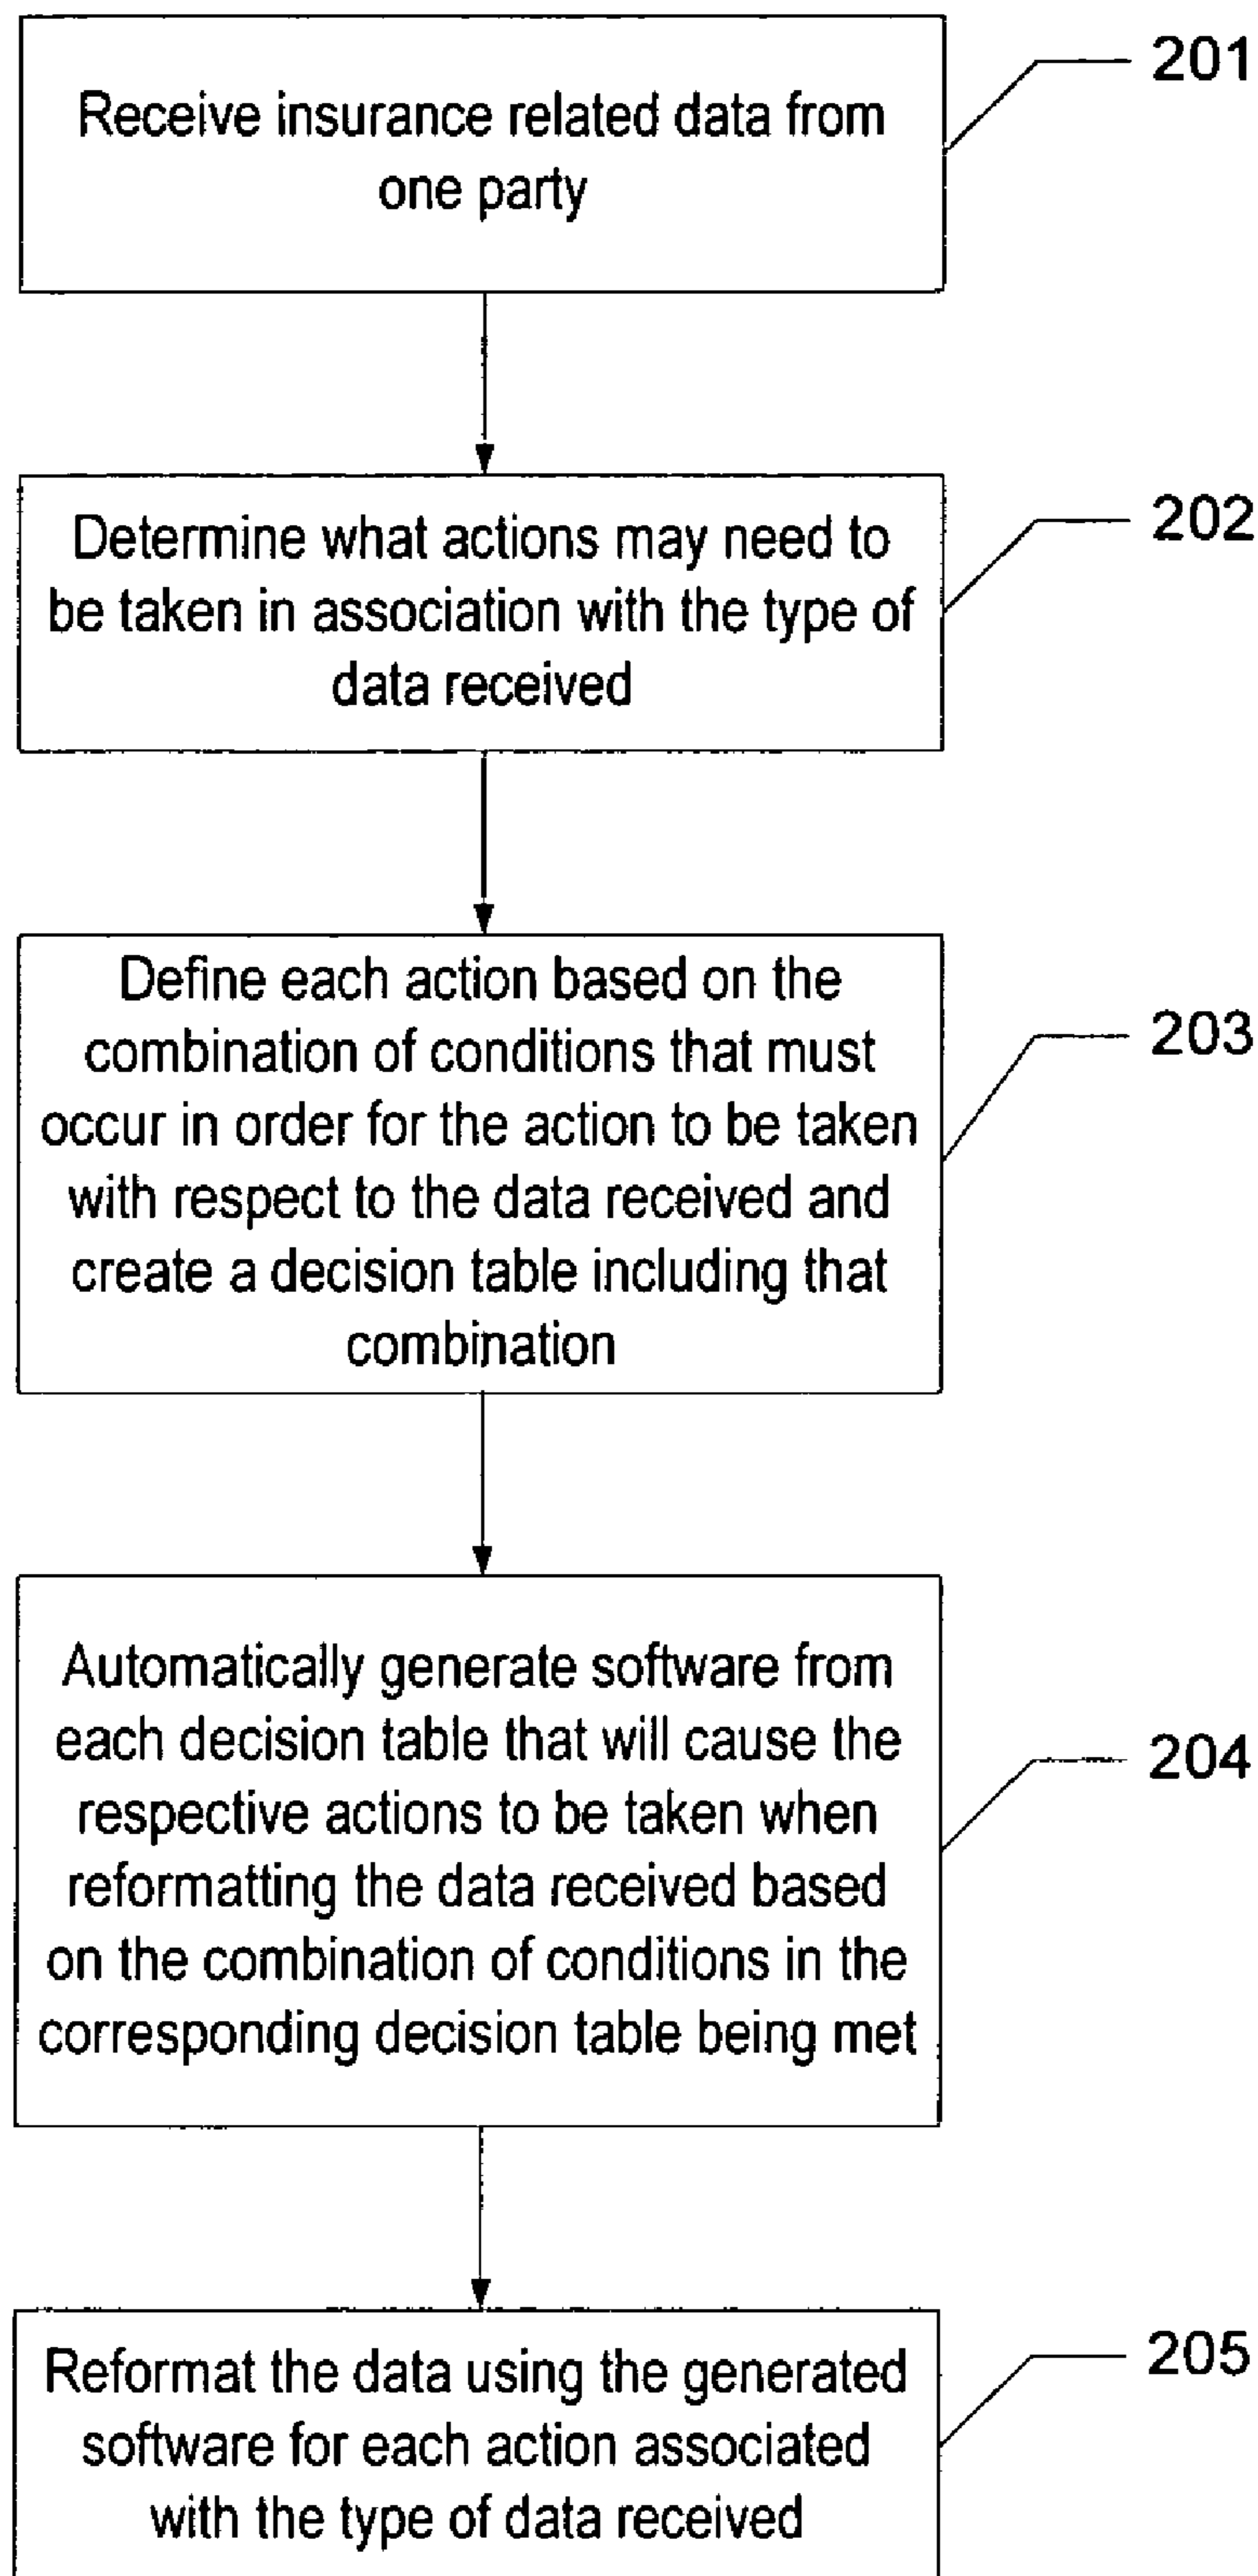 Receive insurance related data from
one party
201
Determine what actions may need to
be taken in association with the type of
data received
202
Define each action based on the
combination of conditions that must
occur in order for the action to be taken
with respect to the data received and
create a decision table including that
combination
203
Automatically generate software from
each decision table that will cause the
respective actions to be taken when
reformatting the data received based
on the combination of conditions in the
corresponding decision table being met
204
Reformat the data using the generated
software for each action associated
with the type of data received
205